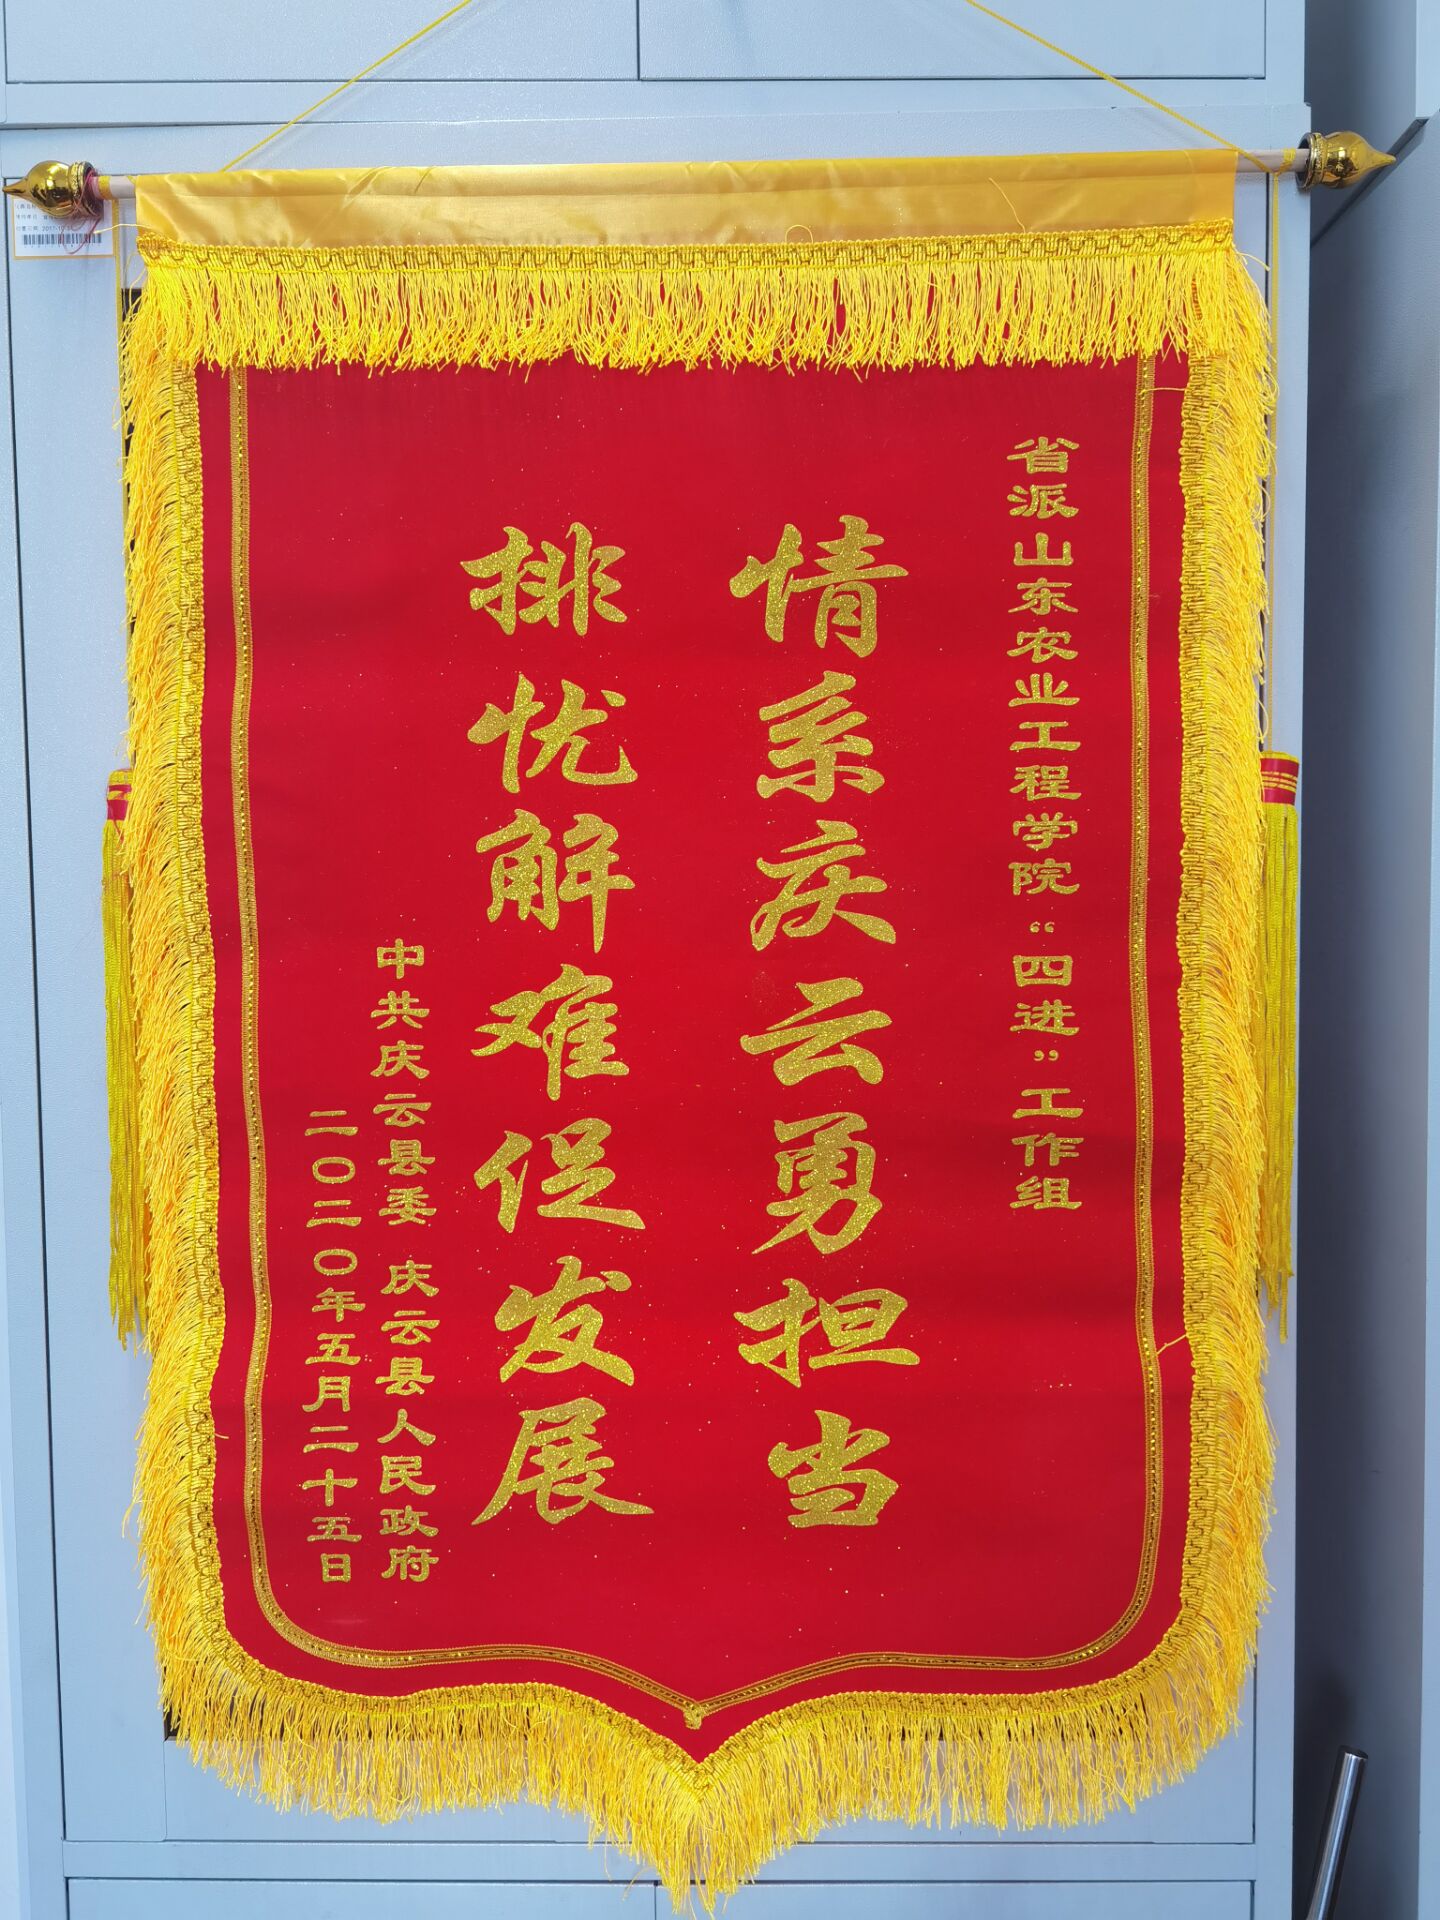 省派山东农业工程学院“四进”工作组
情系庆云勇担当
排忧解难促发展
中共庆云县委 庆云县人民政府
二〇二〇年五月二十五日